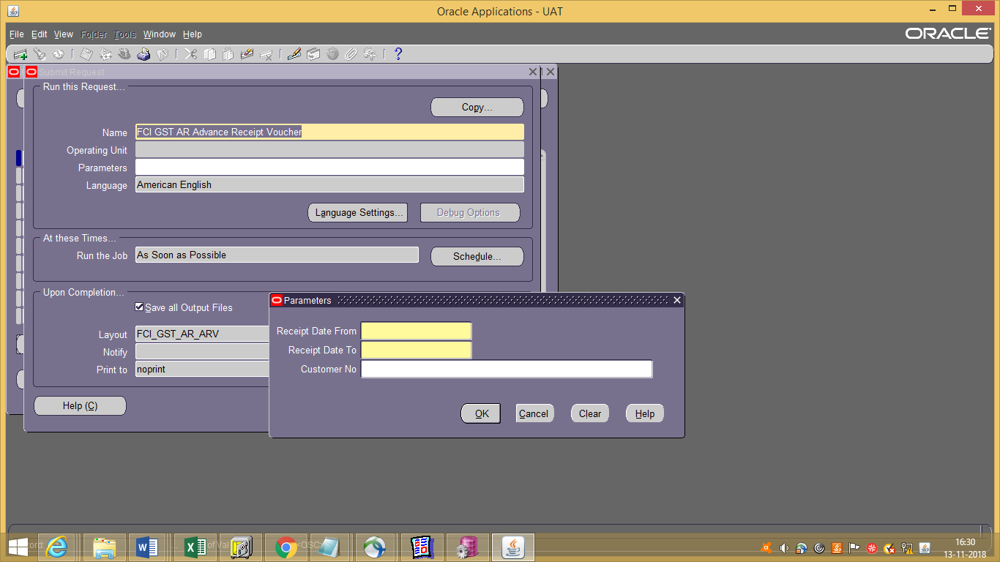 Oracle Applications - UAT
File Edit View Folder Tools Window Help
ORACLE
Submit Request
Run this Request...
Copy...
Name FCI GST AR Advance Receipt Voucher
Operating Unit
Parameters
Language American English
Language Settings... Debug Options
At these Times...
Run the Job As Soon as Possible Schedule...
Upon Completion...
Save all Output Files
Layout FCI_GST_AR_ARV
Notify
Print to noprint
Help (C)
Parameters
Receipt Date From
Receipt Date To
Customer No
OK Cancel Clear Help
16:30
13-11-2018